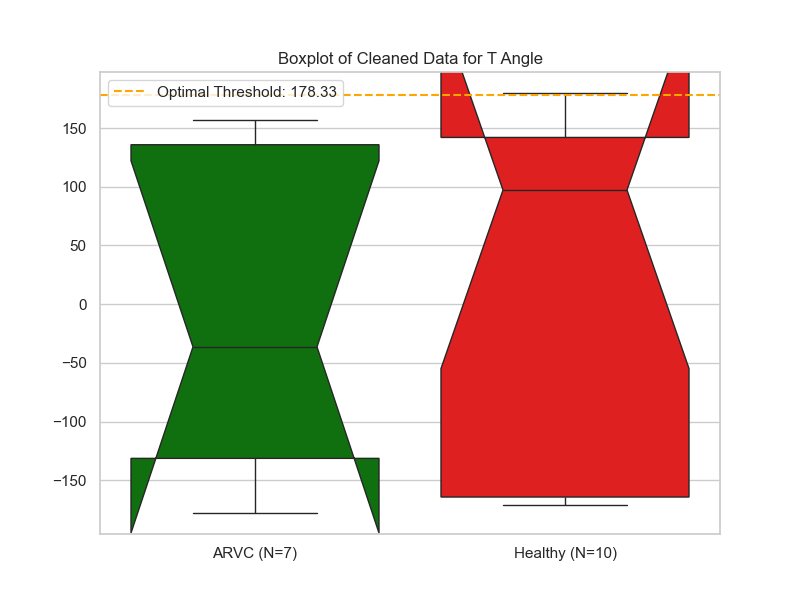 Boxplot of Cleaned Data for T Angle
Optimal Threshold: 178.33
150
100
50
0
−50
−100
−150
ARVC (N=7)
Healthy (N=10)